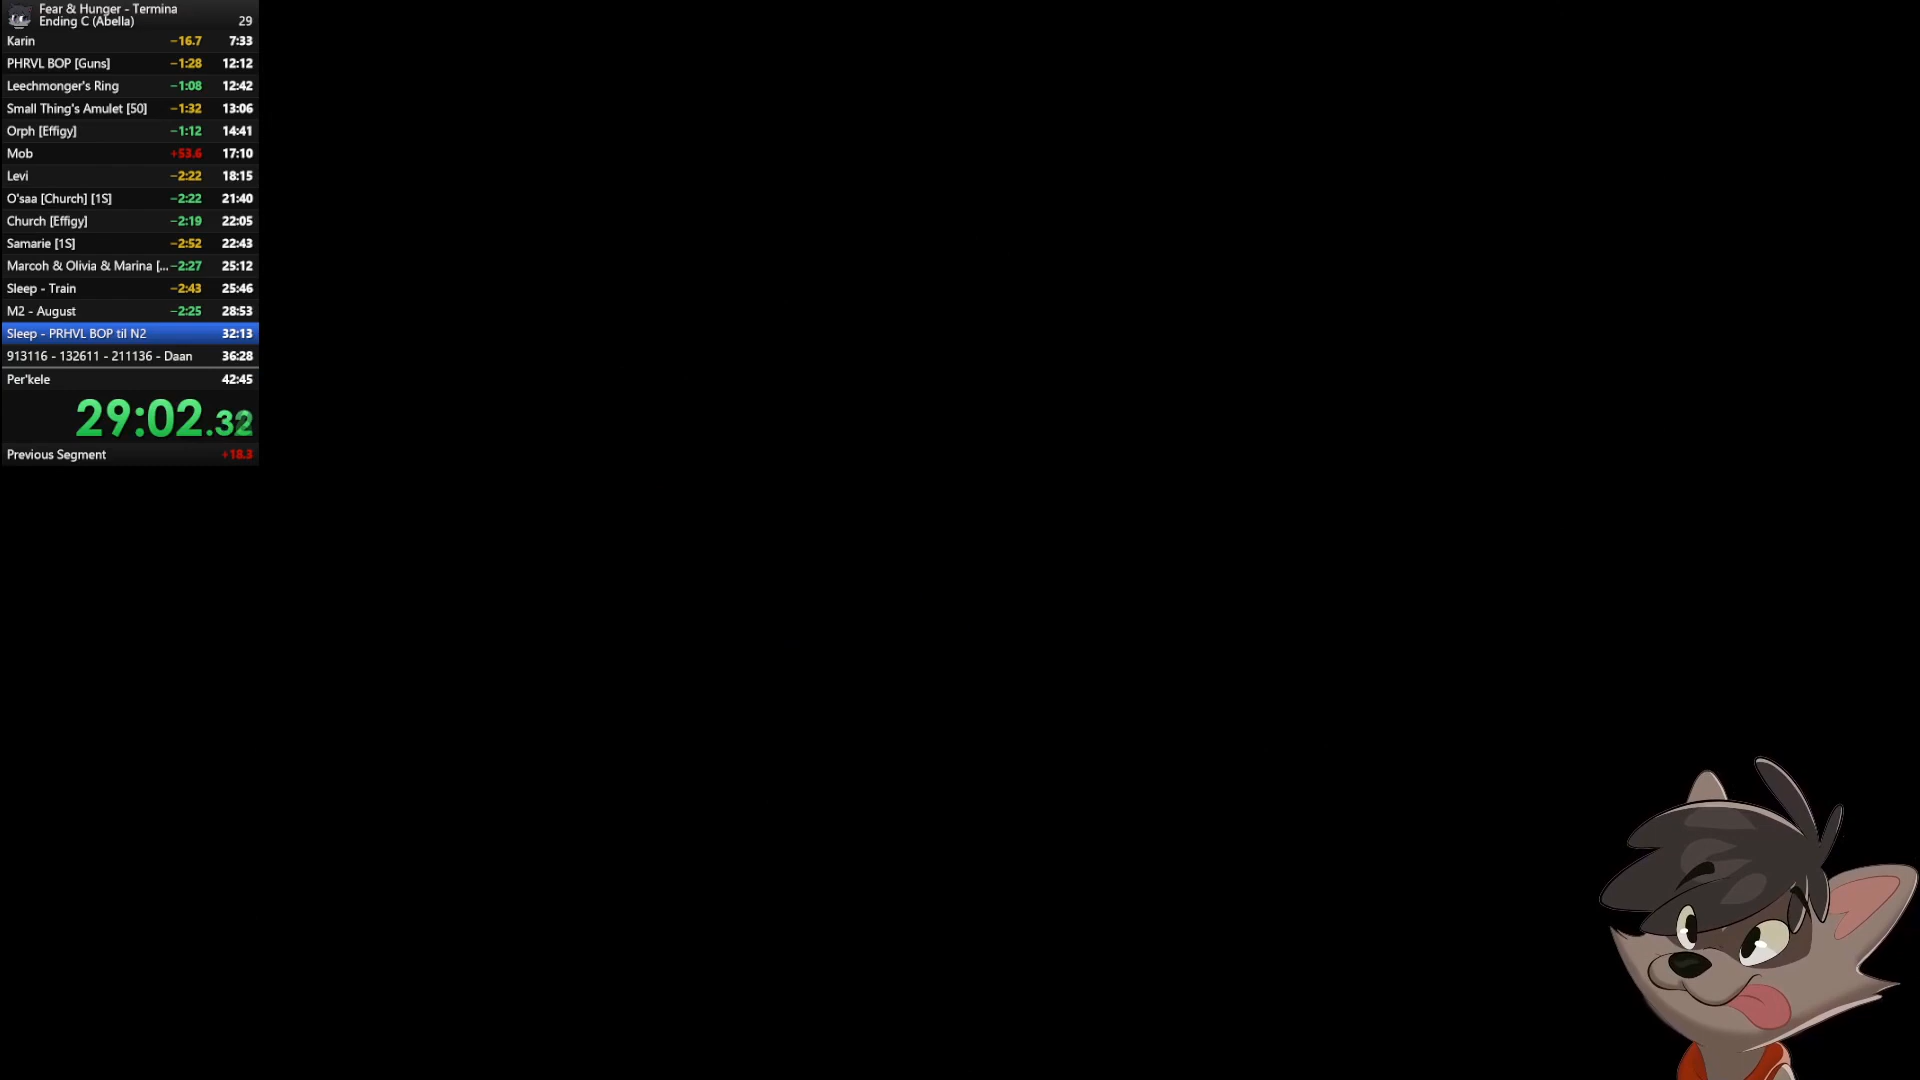 Fear & Hunger - Termina
Ending C (Abella) 29
Karin −16.7 7:33
PHRVL BOP [Guns] −1:28 12:12
Leechmonger's Ring −1:08 12:42
Small Thing's Amulet [50] −1:32 13:06
Orph [Effigy] −1:12 14:41
Mob +53.6 17:10
Levi −2:22 18:15
O'saa [Church] [1S] −2:22 21:40
Church [Effigy] −2:19 22:05
Samarie [1S] −2:52 22:43
Marcoh & Olivia & Marina [... −2:27 25:12
Sleep - Train −2:43 25:46
M2 - August −2:25 28:53
Sleep - PRHVL BOP til N2 32:13
913116 - 132611 - 211136 - Daan 36:28
Per'kele 42:45
29:02.32
Previous Segment +18.3